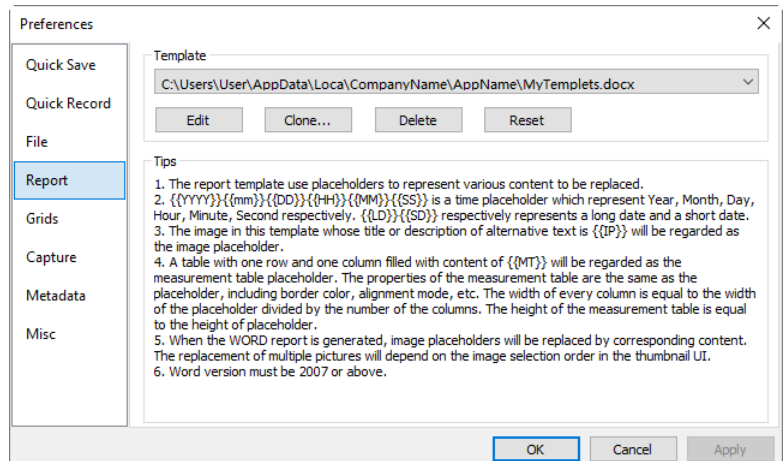 Preferences
Quick Save
Quick Record
File
Report
Grids
Capture
Metadata
Misc
Template
C:\Users\User\AppData\Loca\CompanyName\AppName\MyTemplets.docx
Edit Clone... Delete Reset
Tips
1. The report template use placeholders to represent various content to be replaced.
2. {{YYYY}}{{mm}}{{DD}}{{HH}}{{MM}}{{SS}} is a time placeholder which represent Year, Month, Day,
Hour, Minute, Second respectively. {{LD}}{{SD}} respectively represents a long date and a short date.
3. The image in this template whose title or description of alternative text is {{IP}} will be regarded as
the image placeholder.
4. A table with one row and one column filled with content of {{MT}} will be regarded as the
measurement table placeholder. The properties of the measurement table are the same as the
placeholder, including border color, alignment mode, etc. The width of every column is equal to the width
of the placeholder divided by the number of the columns. The height of the measurement table is equal
to the height of placeholder.
5. When the WORD report is generated, image placeholders will be replaced by corresponding content.
The replacement of multiple pictures will depend on the image selection order in the thumbnail UI.
6. Word version must be 2007 or above.
OK Cancel Apply